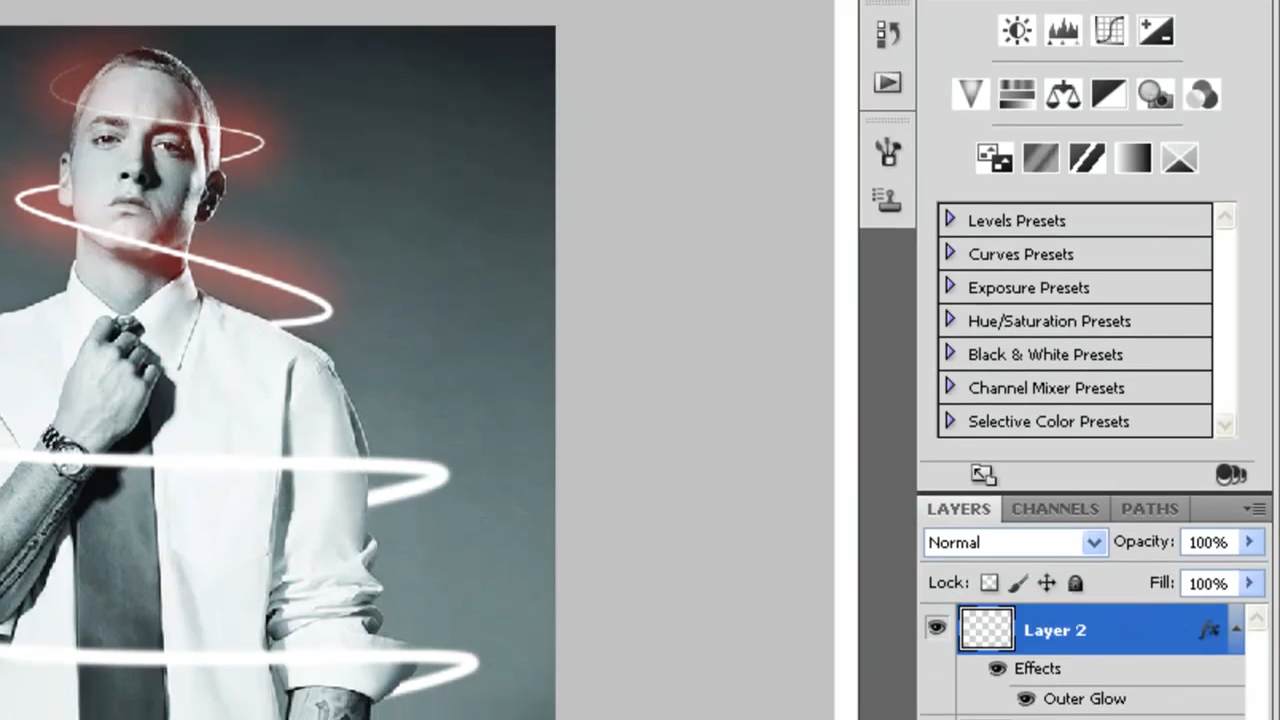 Levels Presets
Curves Presets
Exposure Presets
Hue/Saturation Presets
Black & White Presets
Channel Mixer Presets
Selective Color Presets
LAYERS CHANNELS PATHS
Normal Opacity: 100%
Lock: Fill: 100%
Layer 2 fx
Effects
Outer Glow